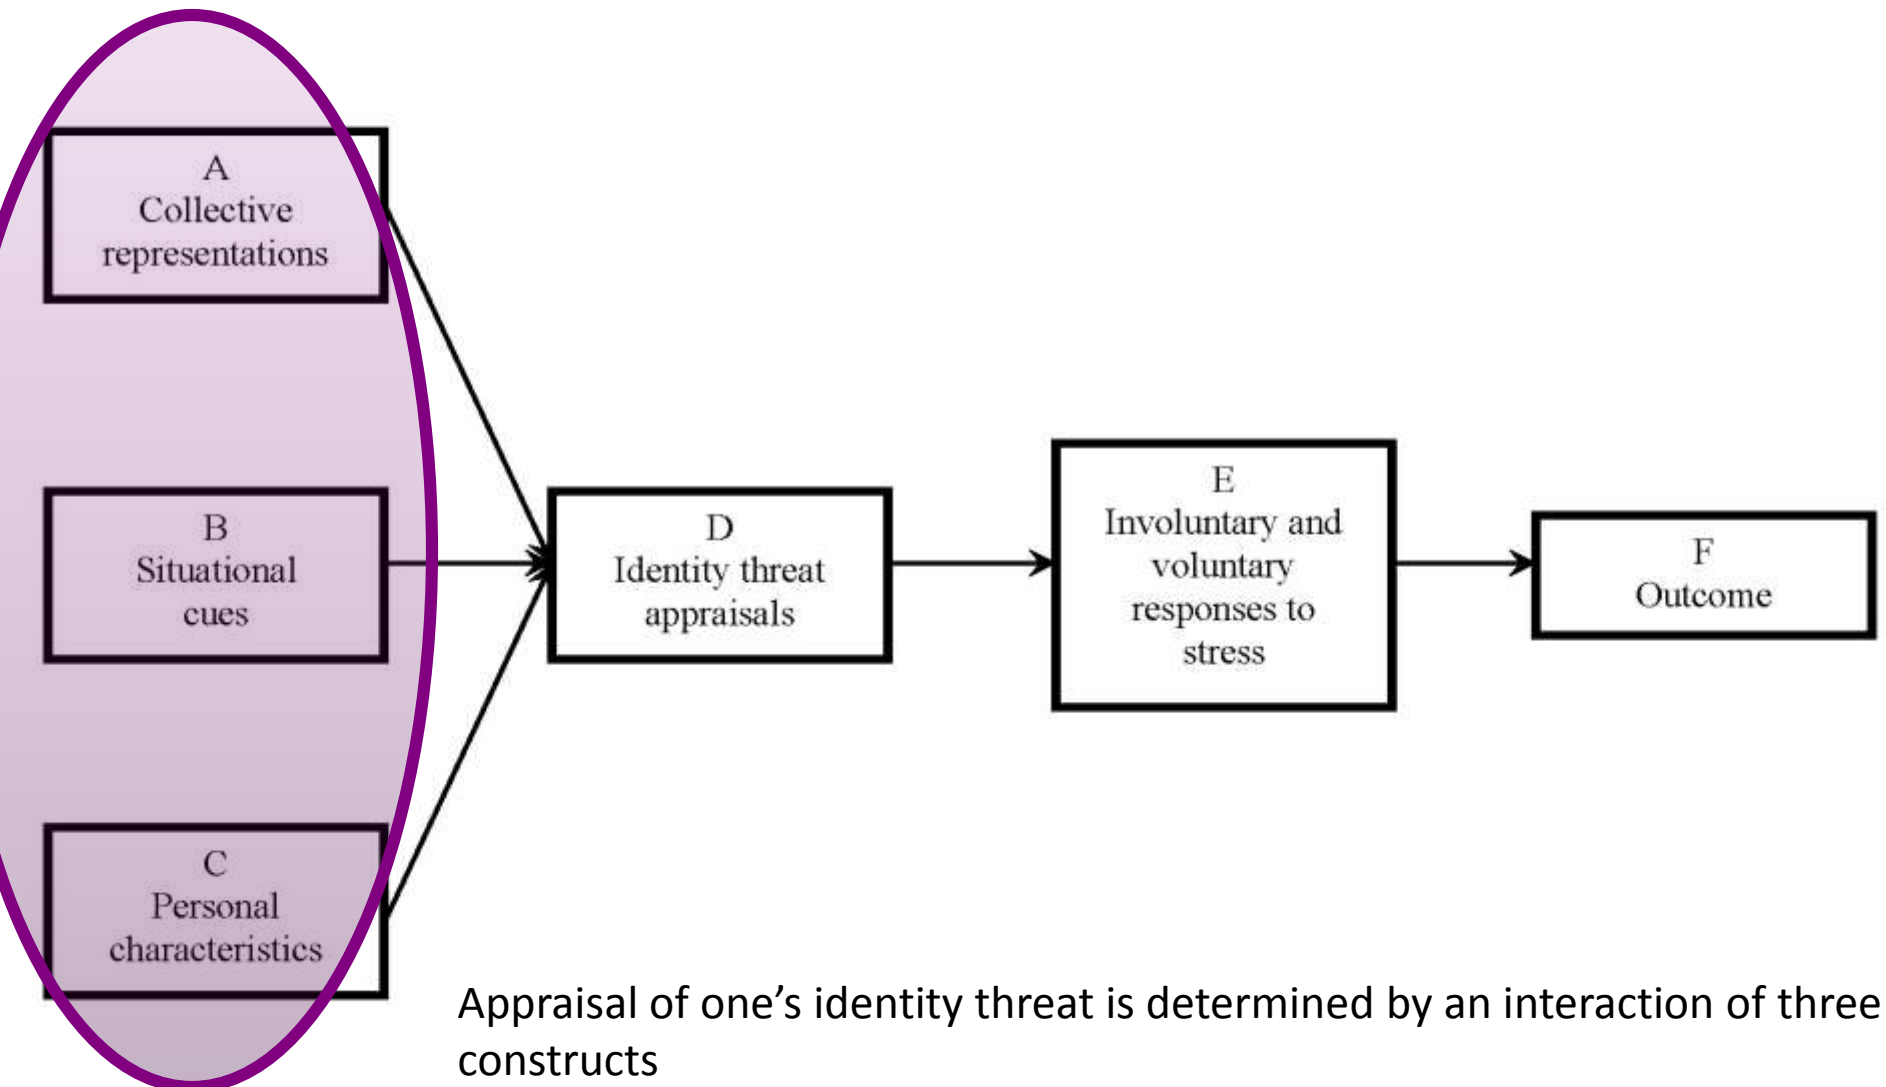 A
Collective
representations
B
Situational
cues
C
Personal
characteristics
D
Identity threat
appraisals
E
Involuntary and
voluntary
responses to
stress
F
Outcome
Appraisal of one’s identity threat is determined by an interaction of three
constructs